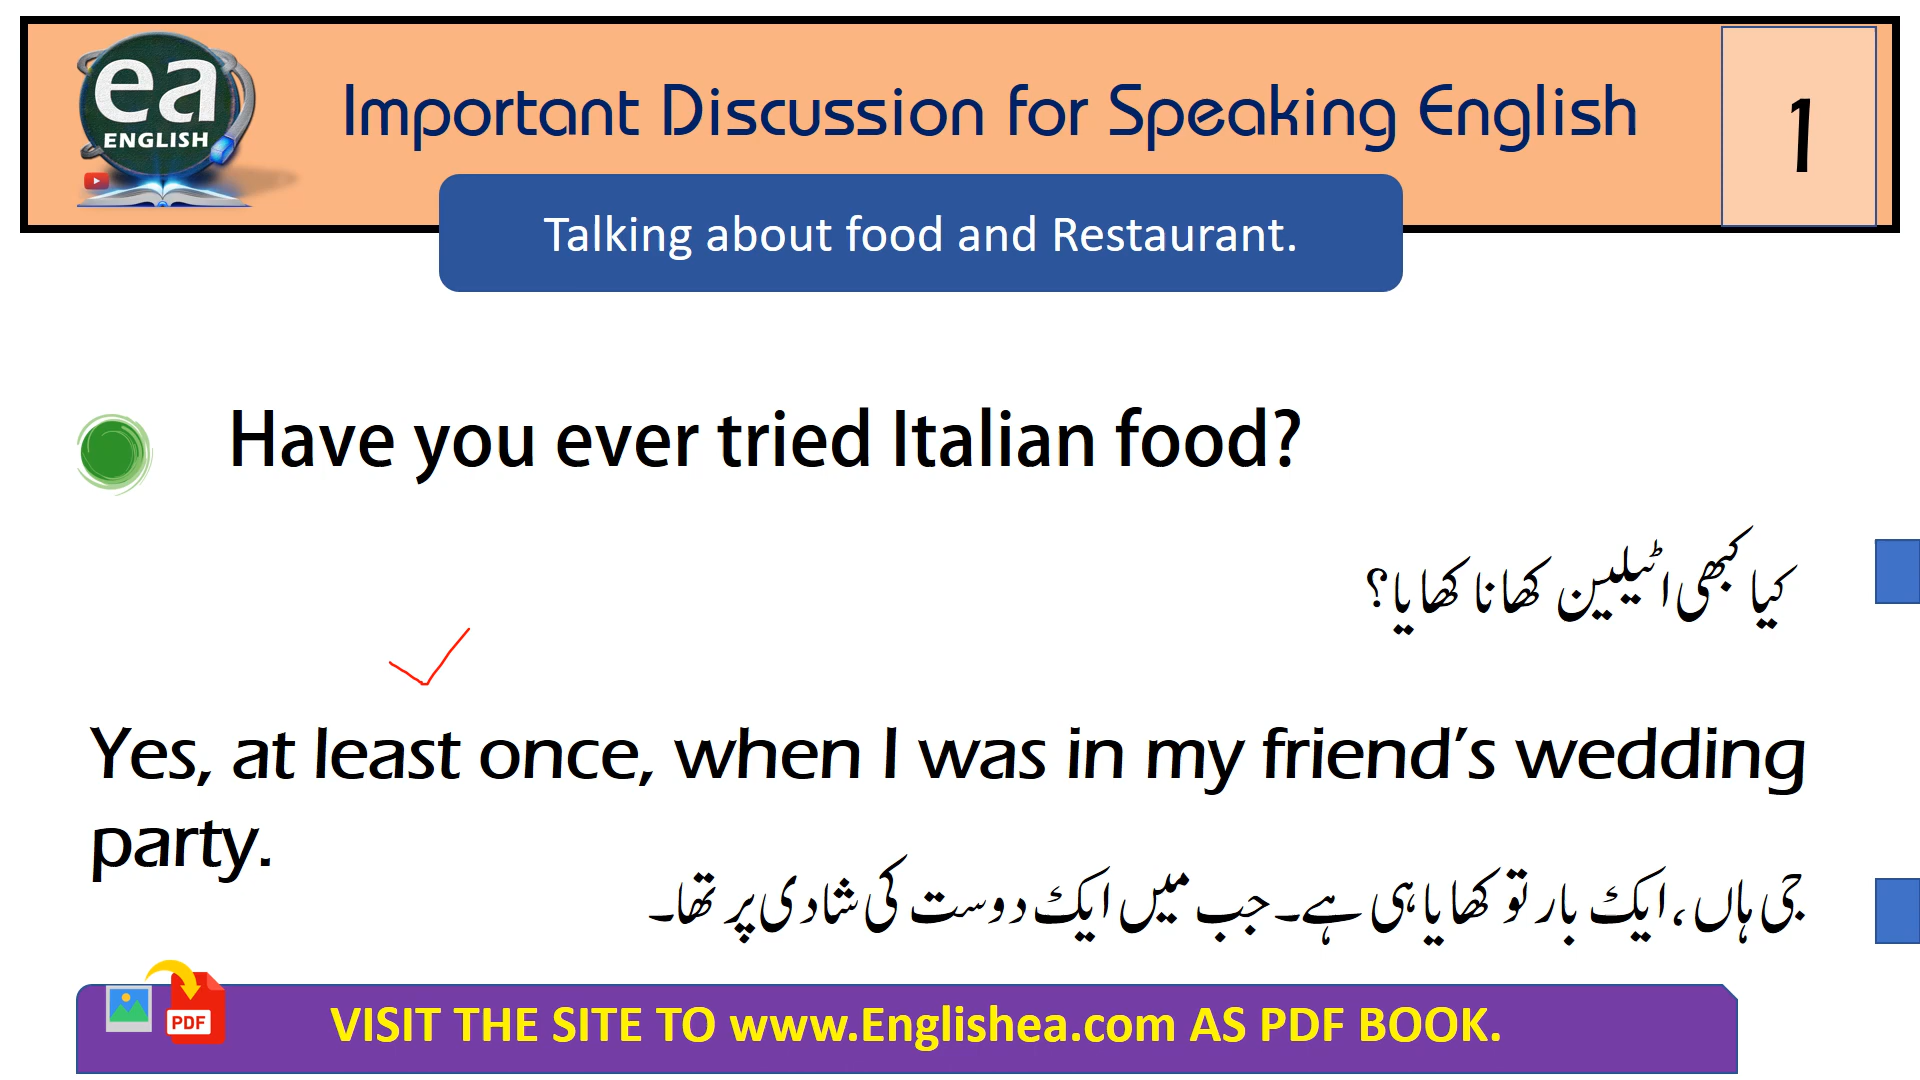 ea
ENGLISH
Important Discussion for Speaking English
1
Talking about food and Restaurant.
Have you ever tried Italian food?
کیا کبھی اٹیلیین کھانا کھایا؟
Yes, at least once, when I was in my friend’s wedding
party.
جی ہاں، ایک بار تو کھایا ہی ہے۔ جب میں ایک دوست کی شادی پر تھا۔
PDF
VISIT THE SITE TO www.Englishea.com AS PDF BOOK.